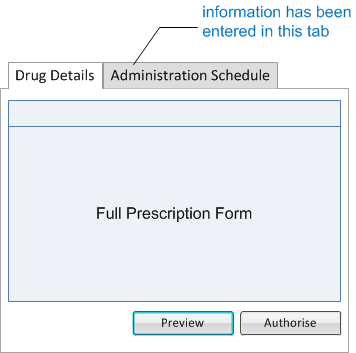 information has been
entered in this tab
Drug Details
Administration Schedule
Full Prescription Form
Preview
Authorise